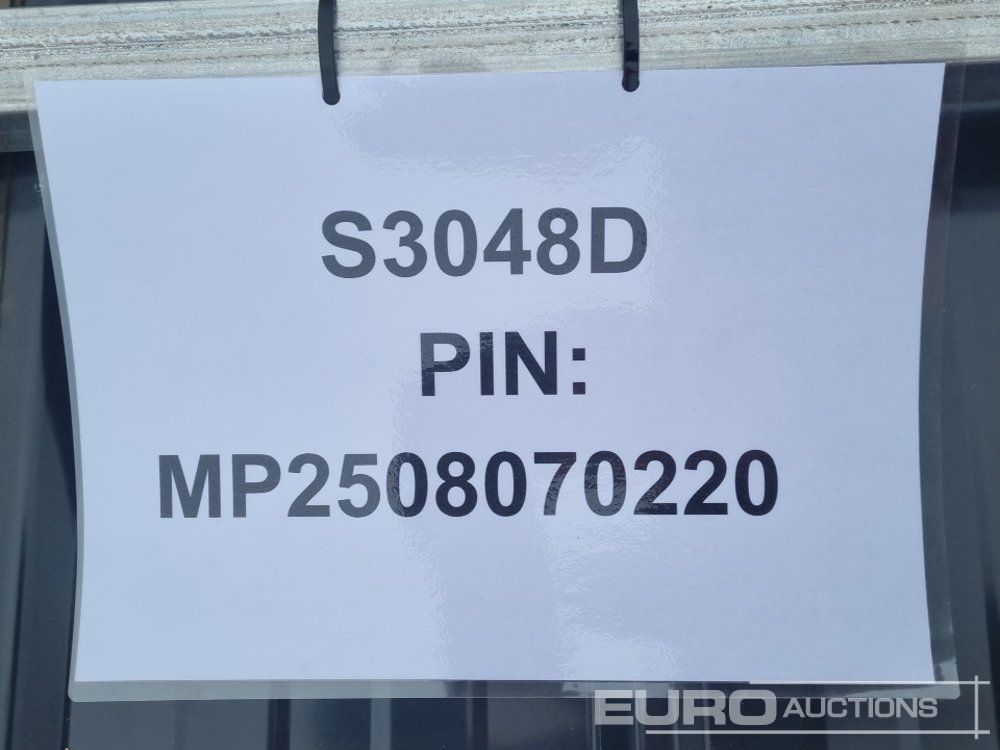 S3048D
PIN:
MP2508070220
EURO AUCTIONS